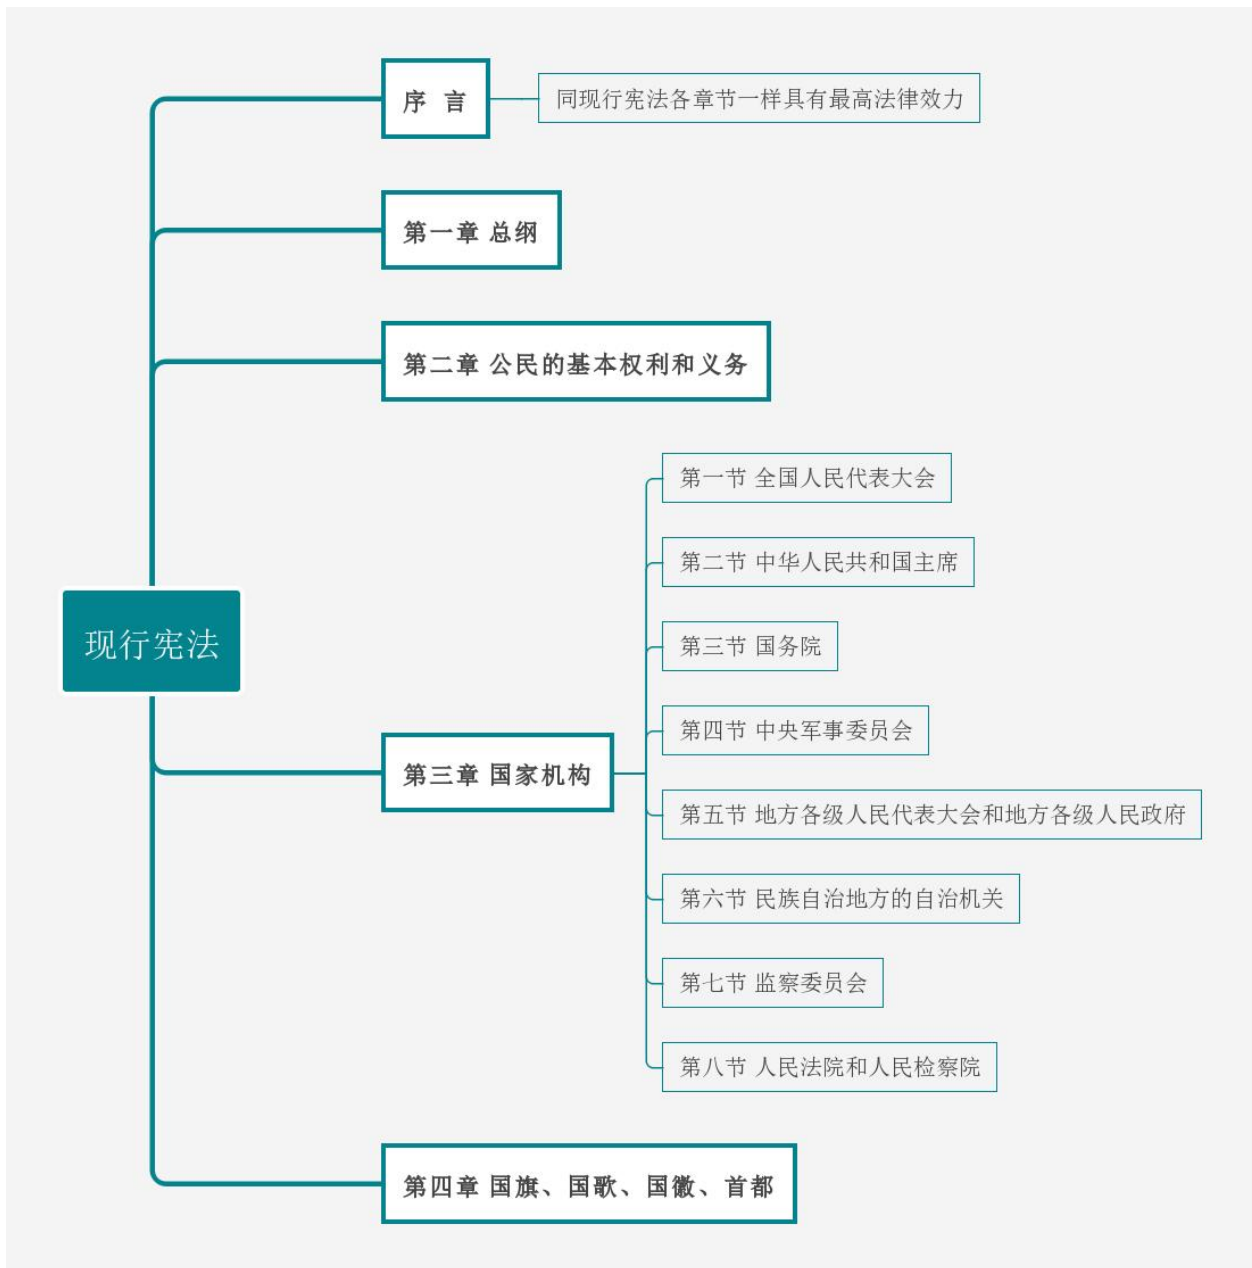 序 言
同现行宪法各章节一样具有最高法律效力
第一章 总纲
第二章 公民的基本权利和义务
现行宪法
第三章 国家机构
第一节 全国人民代表大会
第二节 中华人民共和国主席
第三节 国务院
第四节 中央军事委员会
第五节 地方各级人民代表大会和地方各级人民政府
第六节 民族自治地方的自治机关
第七节 监察委员会
第八节 人民法院和人民检察院
第四章 国旗、国歌、国徽、首都